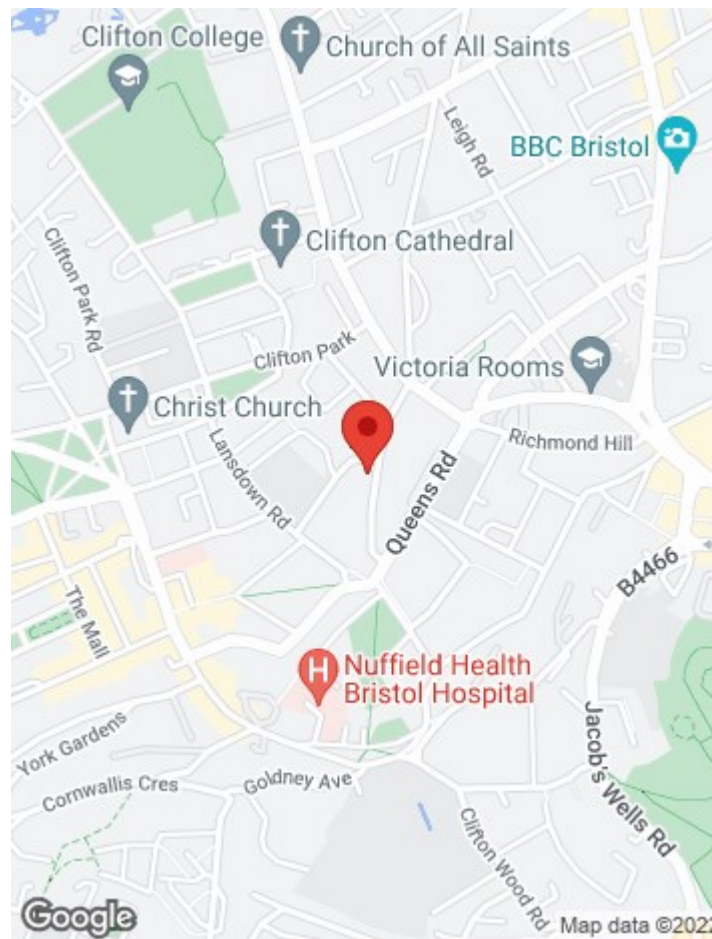 Clifton College
Church of All Saints
Leigh Rd
BBC Bristol
Clifton Cathedral
Clifton Park Rd
Clifton Park
Victoria Rooms
Christ Church
Richmond Hill
Lansdown Rd
Queens Rd
B4466
The Mall
H
Nuffield Health
Bristol Hospital
York Gardens
Jacob's Wells Rd
Cornwallis Cres
Goldney Ave
Clifton Wood Rd
Google
Map data ©2022